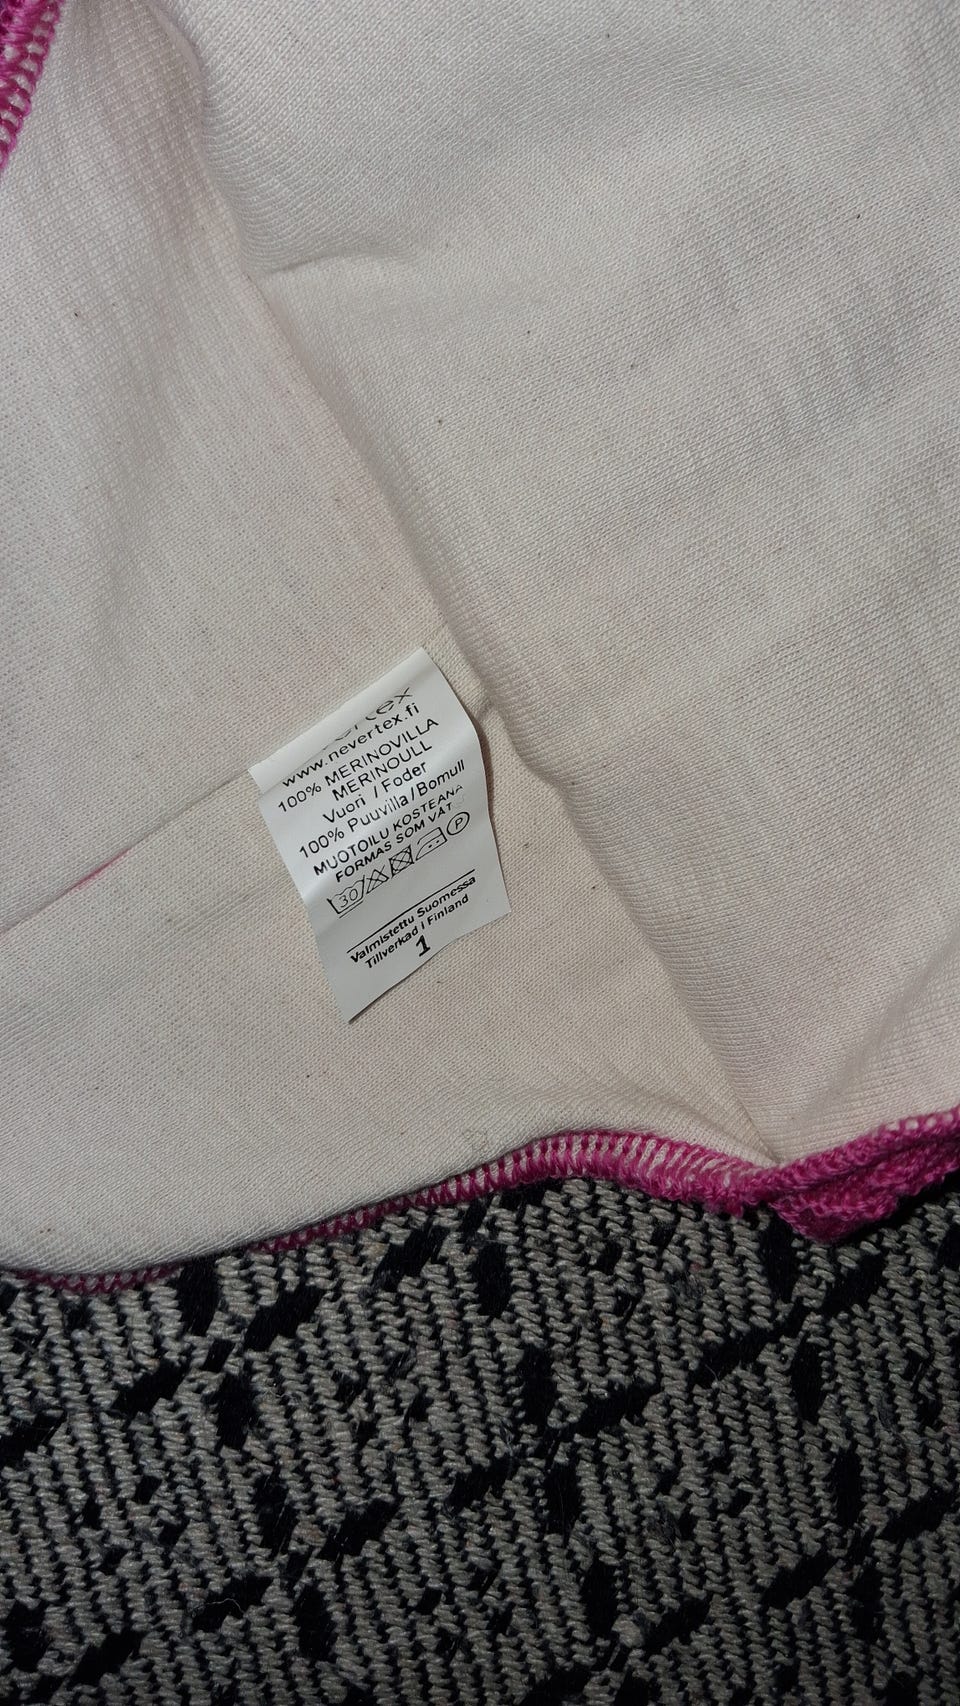 www.nevertex.fi
100% MERINOVILLA
MERINOULL
Vuori / Foder
100% Puuvilla/Bomull
MUOTOILU KOSTEANA
FORMAS SOM VÅT
30 P
Valmistettu Suomessa
Tillverkad i Finland
1